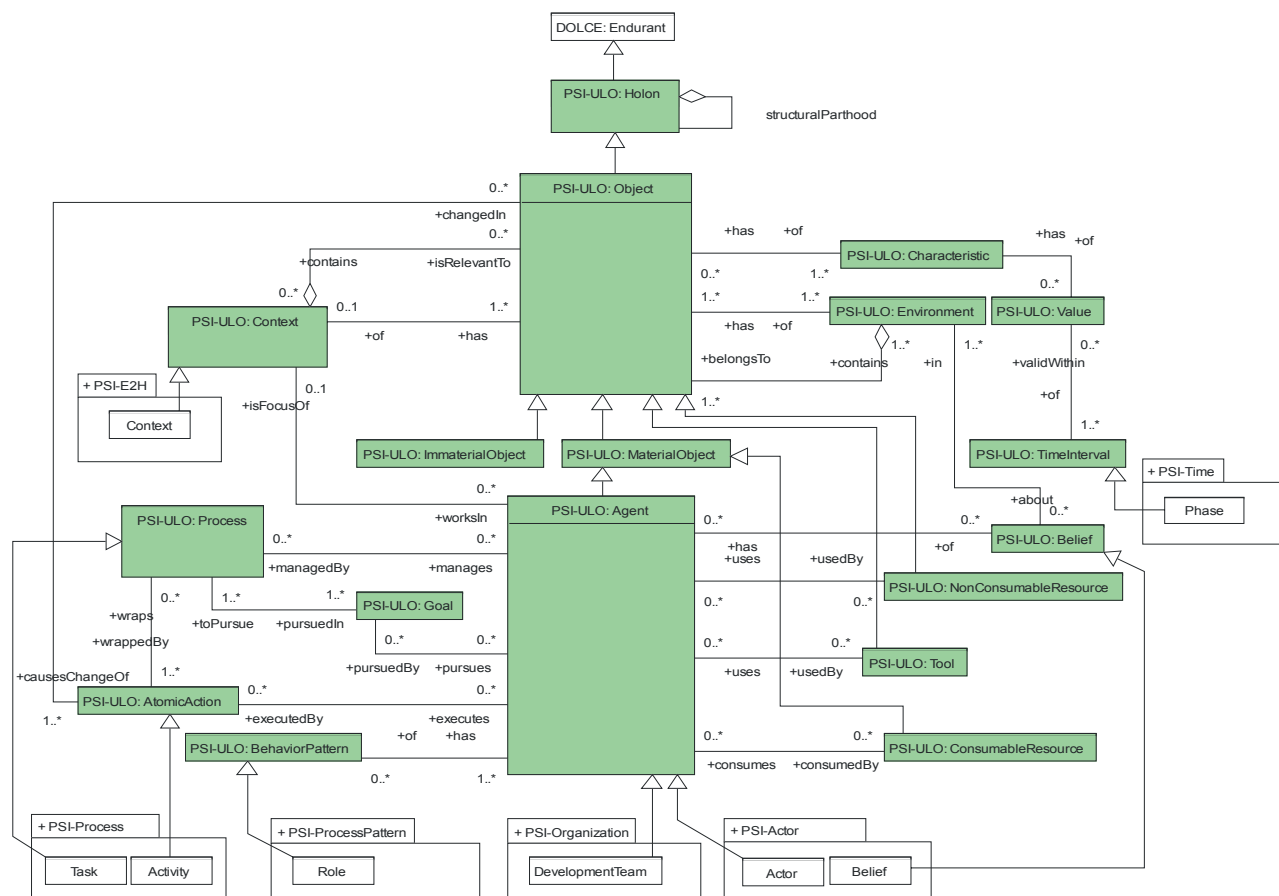 DOLCE: Endurant
PSI-ULO: Holon
structuralParthood
0..*
PSI-ULO: Object
+changedIn
0..*
+has +of
+has
+of
+contains
+isRelevantTo
PSI-ULO: Characteristic
0..*
1..*
0..*
0..*
0..1
1..*
1..*
1..*
PSI-ULO: Context
PSI-ULO: Environment
PSI-ULO: Value
+of
+has
+has +of
1..*
1..*
0..*
+belongsTo
+contains
+in
+validWithin
+ PSI-E2H
0..1
+of
+isFocusOf
1..*
Context
1..*
PSI-ULO: ImmaterialObject
PSI-ULO: MaterialObject
PSI-ULO: TimeInterval
+ PSI-Time
0..*
+about
PSI-ULO: Process
+worksIn
PSI-ULO: Agent
0..*
0..*
0..*
Phase
0..*
0..*
PSI-ULO: Belief
+has
+of
+managedBy
+manages
+uses
+usedBy
0..*
1..*
1..*
PSI-ULO: Goal
0..*
0..*
PSI-ULO: NonConsumableResource
+wraps
+toPursue
+pursuedIn
+wrappedBy
0..*
0..*
0..*
0..*
+pursuedBy
+pursues
+uses
+usedBy
PSI-ULO: Tool
+causesChangeOf
1..*
PSI-ULO: AtomicAction
0..*
0..*
1..*
+executedBy
+executes
+of
+has
0..*
0..*
PSI-ULO: BehaviorPattern
PSI-ULO: ConsumableResource
+consumes
+consumedBy
0..*
1..*
+ PSI-Process
+ PSI-ProcessPattern
+ PSI-Organization
+ PSI-Actor
Task
Activity
Role
DevelopmentTeam
Actor
Belief